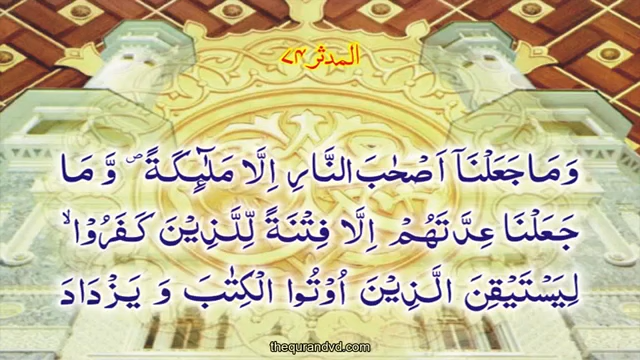 المدثر ۷۴
وَمَا جَعَلْنَآ اَصْحٰبَ النَّارِ اِلَّا مَلٰٓئِكَةً ۪ وَّ مَا
جَعَلْنَا عِدَّتَهُمْ اِلَّا فِتْنَةً لِّلَّذِيْنَ كَفَرُوْا ۙ
لِيَسْتَيْقِنَ الَّذِيْنَ اُوْتُوا الْكِتٰبَ وَ يَزْدَادَ
thequrandvd.com